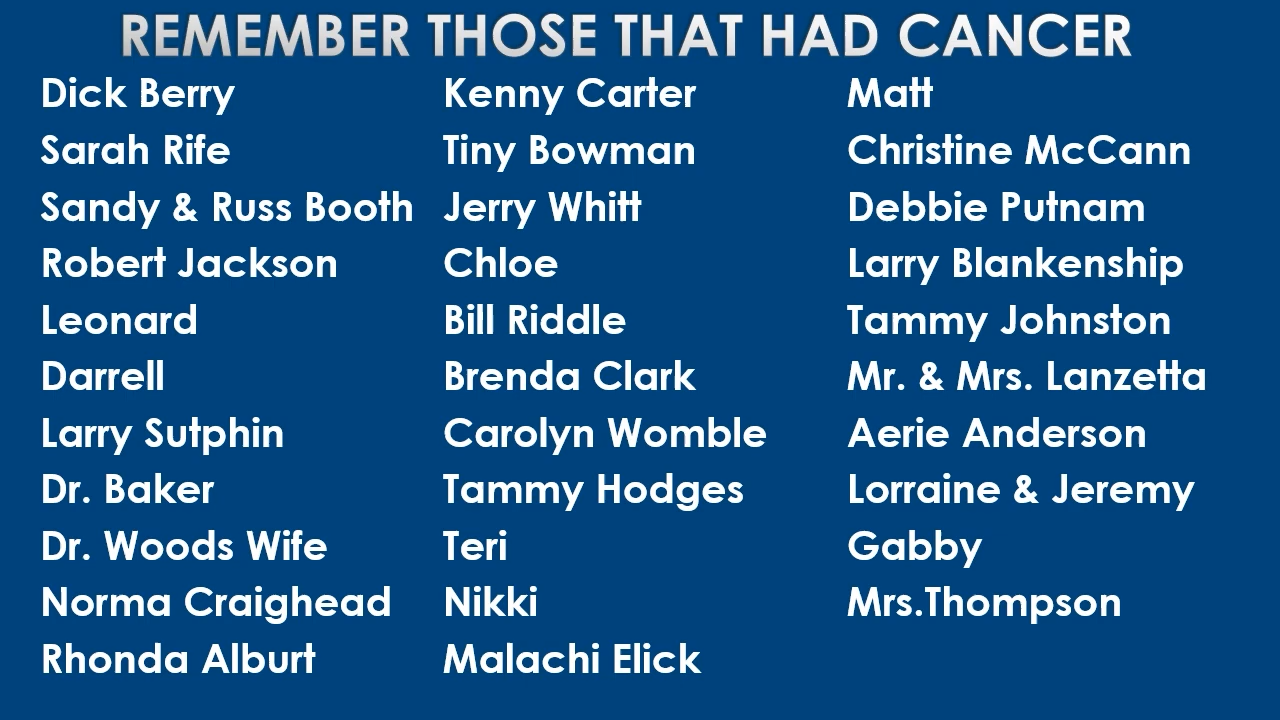 REMEMBER THOSE THAT HAD CANCER
Dick Berry
Sarah Rife
Sandy & Russ Booth
Robert Jackson
Leonard
Darrell
Larry Sutphin
Dr. Baker
Dr. Woods Wife
Norma Craighead
Rhonda Alburt
Kenny Carter
Tiny Bowman
Jerry Whitt
Chloe
Bill Riddle
Brenda Clark
Carolyn Womble
Tammy Hodges
Teri
Nikki
Malachi Elick
Matt
Christine McCann
Debbie Putnam
Larry Blankenship
Tammy Johnston
Mr. & Mrs. Lanzetta
Aerie Anderson
Lorraine & Jeremy
Gabby
Mrs.Thompson